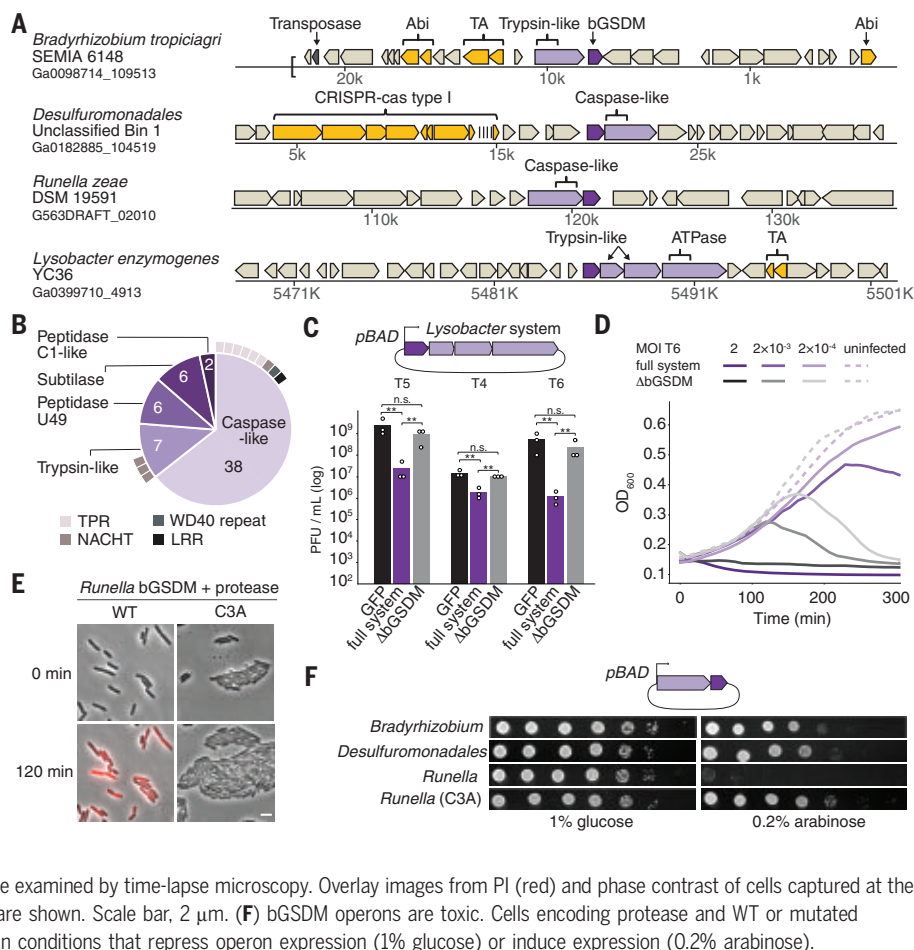 A
Transposase Abi TA Trypsin-like bGSDM Abi
Bradyrhizobium tropiciagri
SEMIA 6148
Ga0098714_109513
20k 10k 1k
CRISPR-cas type I Caspase-like
Desulfuromonadales
Unclassified Bin 1
Ga0182885_104519
5k 15k 25k
Caspase-like
Runella zeae
DSM 19591
G563DRAFT_02010
110k 120k 130k
Trypsin-like ATPase TA
Lysobacter enzymogenes
YC36
Ga0399710_4913
5471K 5481K 5491K 5501K
B
Peptidase
C1-like
Subtilase
Peptidase
U49
Trypsin-like
2
6
6
7
Caspase
-like
38
TPR WD40 repeat
NACHT LRR
C
pBAD Lysobacter system
T5 T4 T6
n.s. n.s. n.s.
** ** ** ** ** **
PFU / mL (log)
10⁹
10⁸
10⁷
10⁶
10⁵
10⁴
10³
10²
GFP full system ΔbGSDM GFP full system ΔbGSDM GFP full system ΔbGSDM
D
MOI T6 2 2×10⁻³ 2×10⁻⁴ uninfected
full system
ΔbGSDM
OD₆₀₀
0.6
0.4
0.3
0.2
0.1
0 100 200 300
Time (min)
E
Runella bGSDM + protease
WT C3A
0 min
120 min
F
pBAD
Bradyrhizobium
Desulfuromonadales
Runella
Runella (C3A)
1% glucose 0.2% arabinose
e examined by time-lapse microscopy. Overlay images from PI (red) and phase contrast of cells captured at the
are shown. Scale bar, 2 μm. (F) bGSDM operons are toxic. Cells encoding protease and WT or mutated
n conditions that repress operon expression (1% glucose) or induce expression (0.2% arabinose).